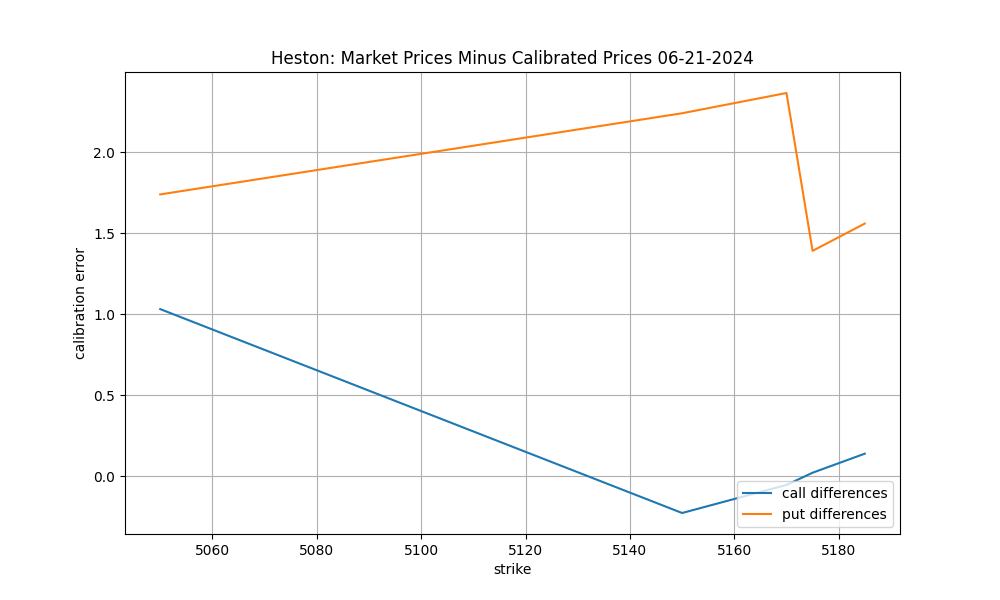 Heston: Market Prices Minus Calibrated Prices 06-21-2024
2.0
1.5
1.0
0.5
0.0
calibration error
5060 5080 5100 5120 5140 5160 5180
strike
call differences
put differences